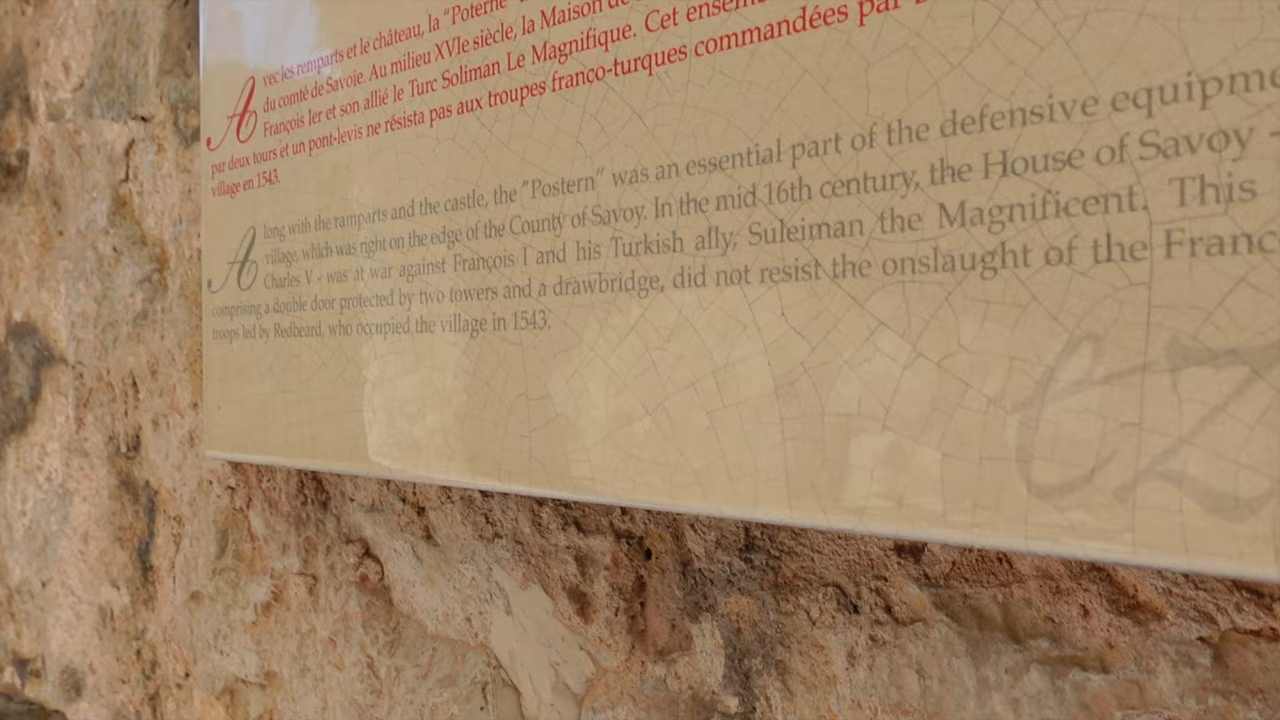 vec les remparts et le château, la "Poterne"
du comté de Savoie. Au milieu XVIe siècle, la Maison de
François Ier et son allié le Turc Soliman Le Magnifique. Cet
par deux tours et un pont-levis ne résista pas aux troupes franco-turques commandées par
village en 1543.
Along with the ramparts and the castle, the "Postern" was an essential part of the defensive
village, which was right on the edge of the County of Savoy. In the mid 16th century, the House of Savoy -
Charles V - was at war against François I and his Turkish ally, Suleiman the Magnificent. This
comprising a double door protected by two towers and a drawbridge, did not resist the onslaught of the Franc
troops led by Redbeard, who occupied the village in 1543.